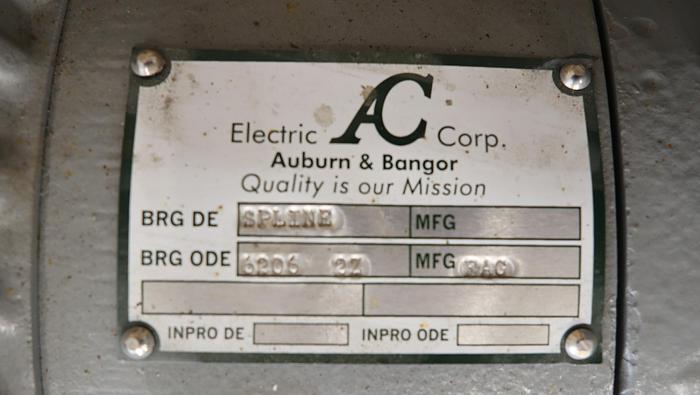 Electric AC Corp.
Auburn & Bangor
Quality is our Mission
BRG DE SPLINE MFG
BRG ODE 6206 2Z MFG FAG
INPRO DE INPRO ODE